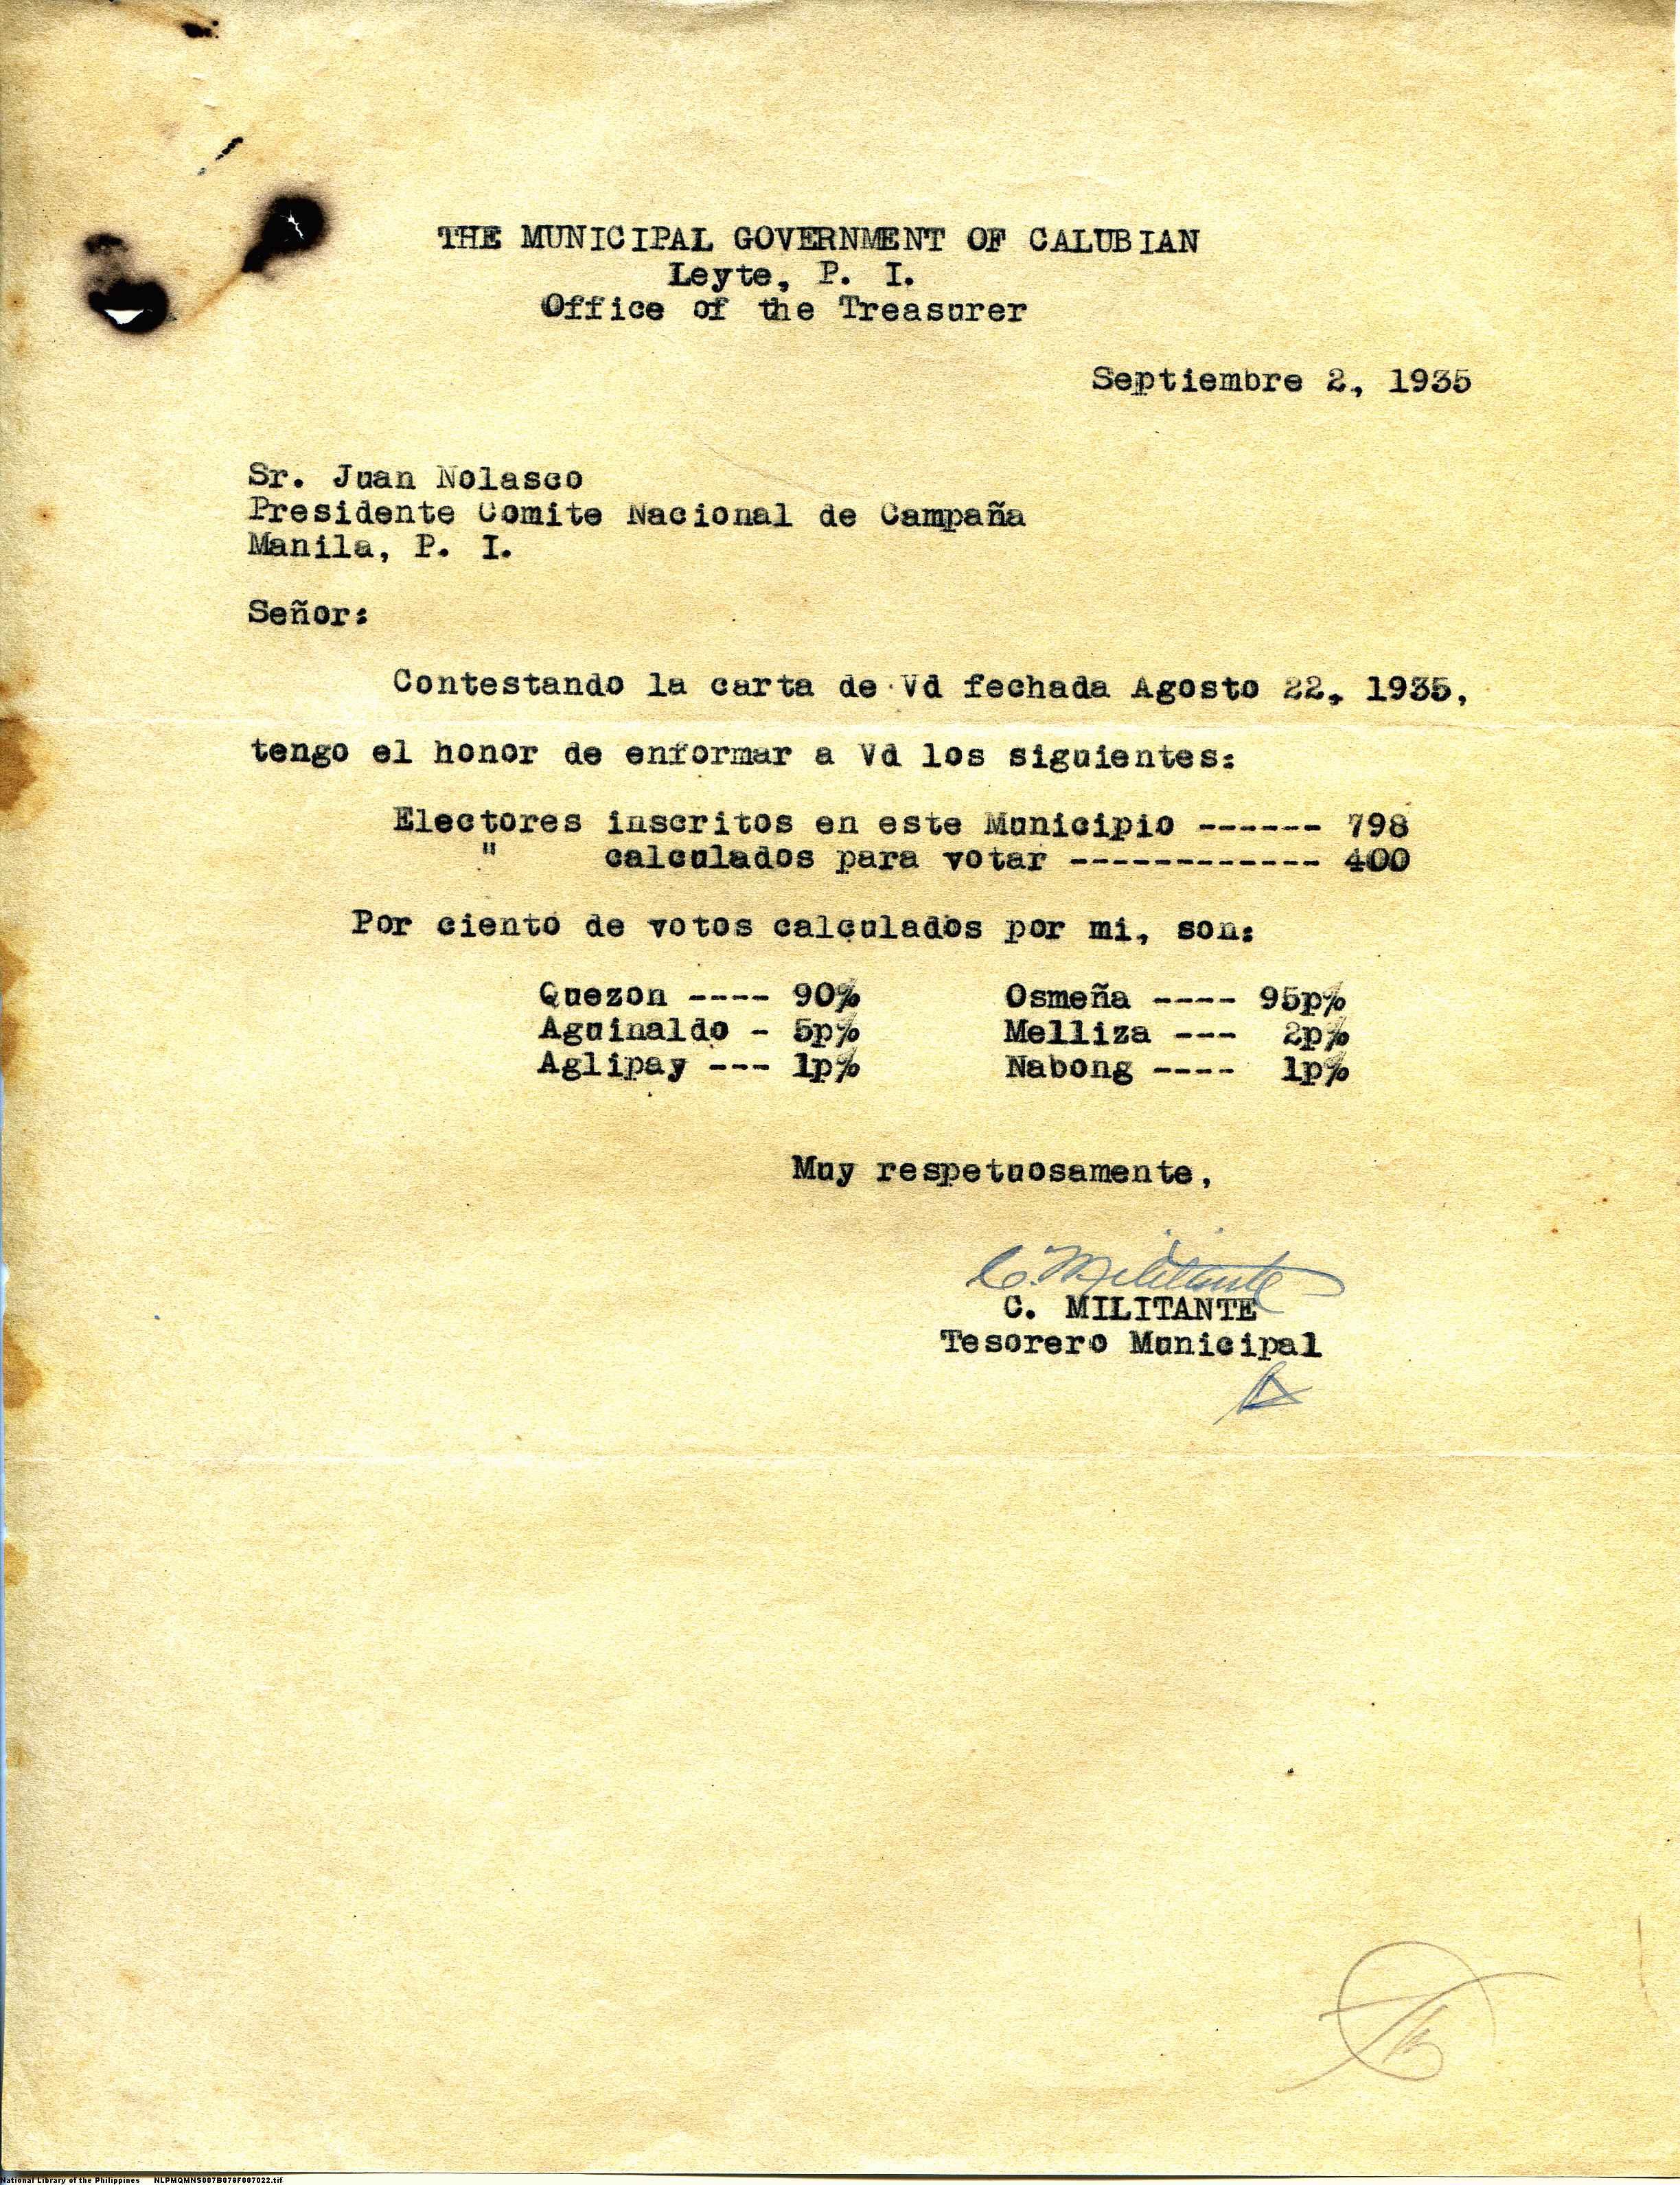 THE MUNICIPAL GOVERNMENT OF CALUBIAN
Leyte, P. I.
Office of the Treasurer
Septiembre 2, 1935
Sr. Juan Nolasco
Presidente Comite Nacional de Campaña
Manila, P. I.
Señor:
Contestando la carta de Vd fechada Agosto 22, 1935,
tengo el honor de enformar a Vd los siguientes:
Electores inscritos en este Municipio ------ 798
" calculados para votar ------------ 400
Por ciento de votos calculados por mi, son:
Quezon ---- 90% Osmeña ---- 95p%
Aguinaldo - 5p% Melliza --- 2p%
Aglipay --- 1p% Nabong ---- 1p%
Muy respetuosamente,
C. Militante
C. MILITANTE
Tesorero Municipal
National Library of the Philippines NLPMQMNS007B078F007022.tif